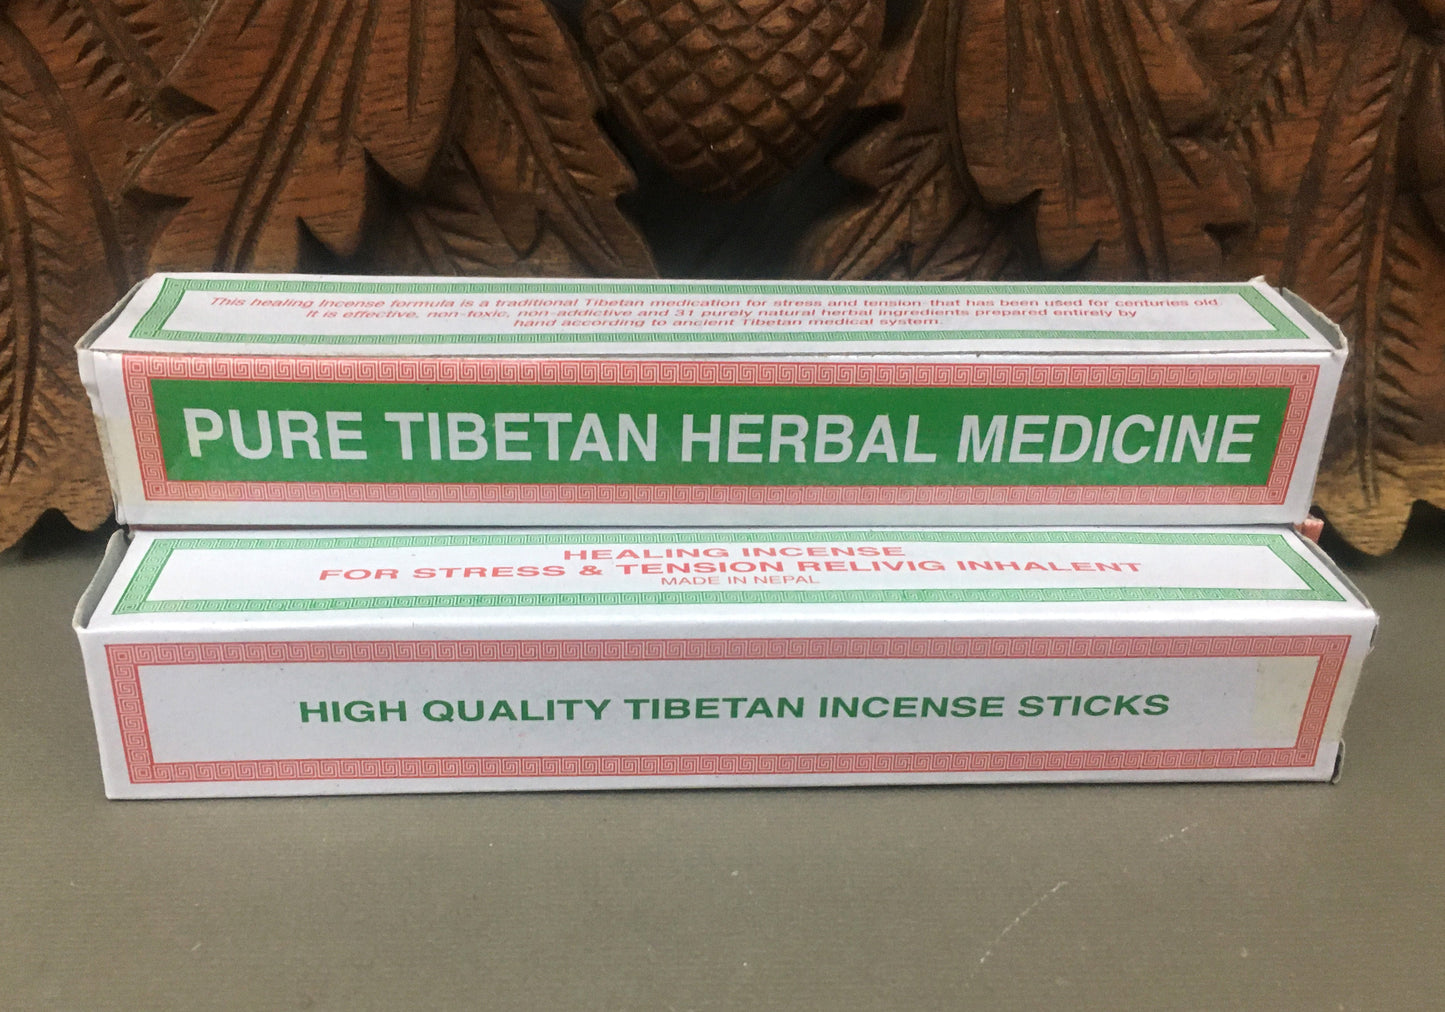 This healing Incense formula is a traditional Tibetan medication for stress and tension that has been used for centuries old.
It is effective, non-toxic, non-addictive and 31 purely natural herbal ingredients prepared entirely by
hand according to ancient Tibetan medical system.
PURE TIBETAN HERBAL MEDICINE
HEALING INCENSE
FOR STRESS & TENSION RELIVIG INHALENT
MADE IN NEPAL
HIGH QUALITY TIBETAN INCENSE STICKS